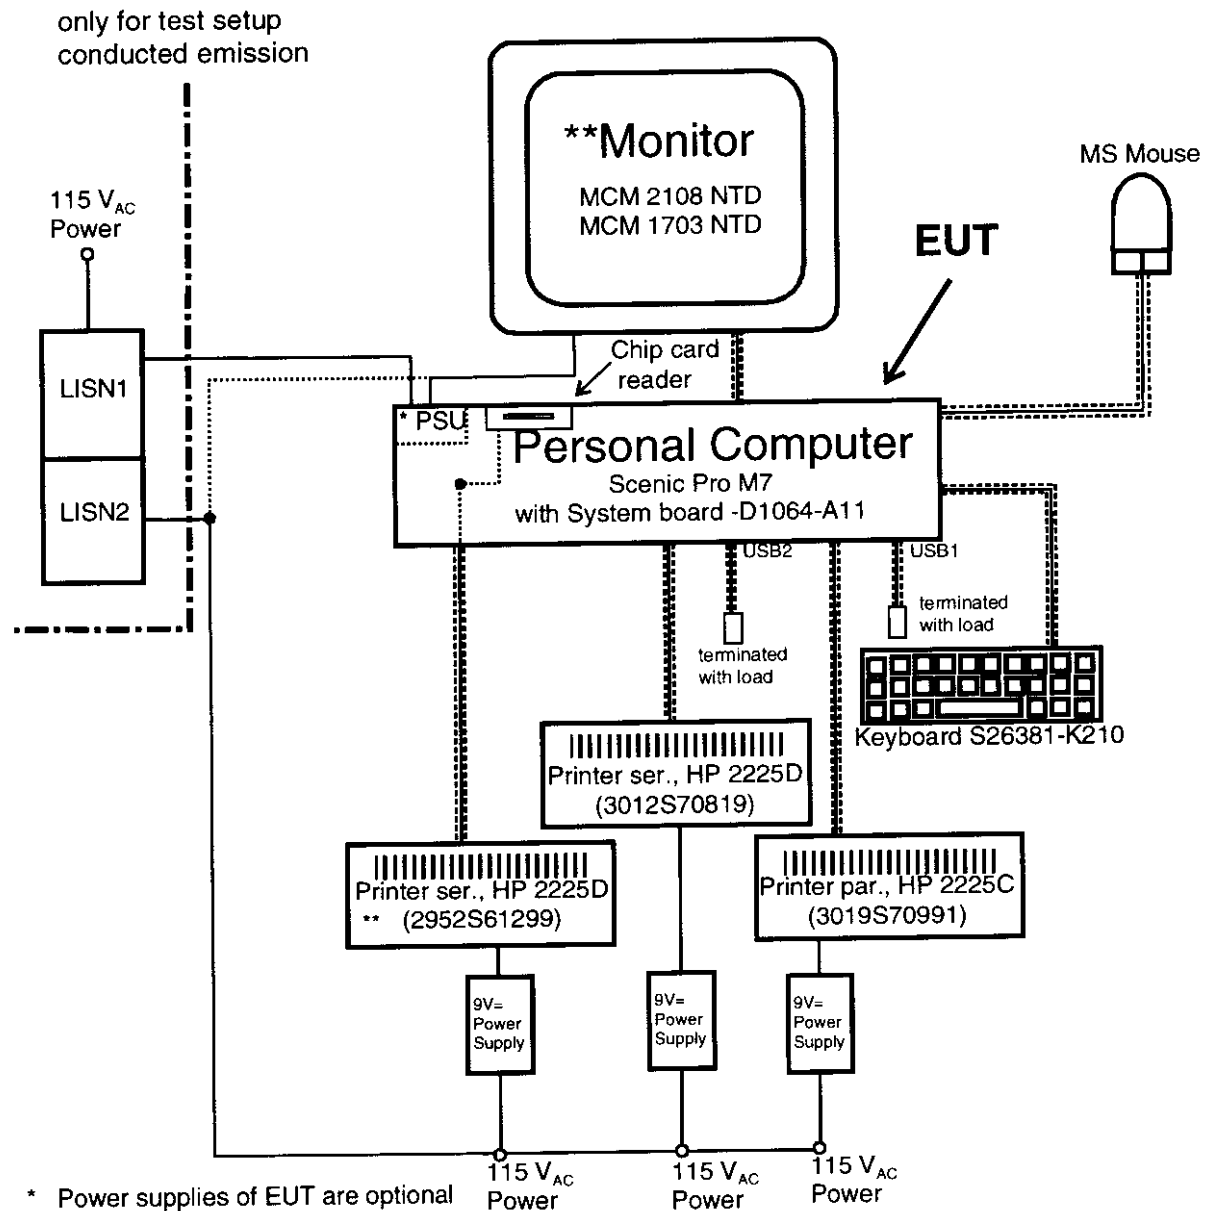 only for test setup
conducted emission
**Monitor
MCM 2108 NTD
MCM 1703 NTD
MS Mouse
115 VAC
Power
EUT
Chip card
reader
LISN1
* PSU
Personal Computer
Scenic Pro M7
with System board -D1064-A11
LISN2
USB2
USB1
terminated
with load
terminated
with load
Keyboard S26381-K210
Printer ser., HP 2225D
(3012S70819)
Printer ser., HP 2225D
** (2952S61299)
Printer par., HP 2225C
(3019S70991)
9V=
Power
Supply
9V=
Power
Supply
9V=
Power
Supply
115 VAC
Power
115 VAC
Power
115 VAC
Power
* Power supplies of EUT are optional